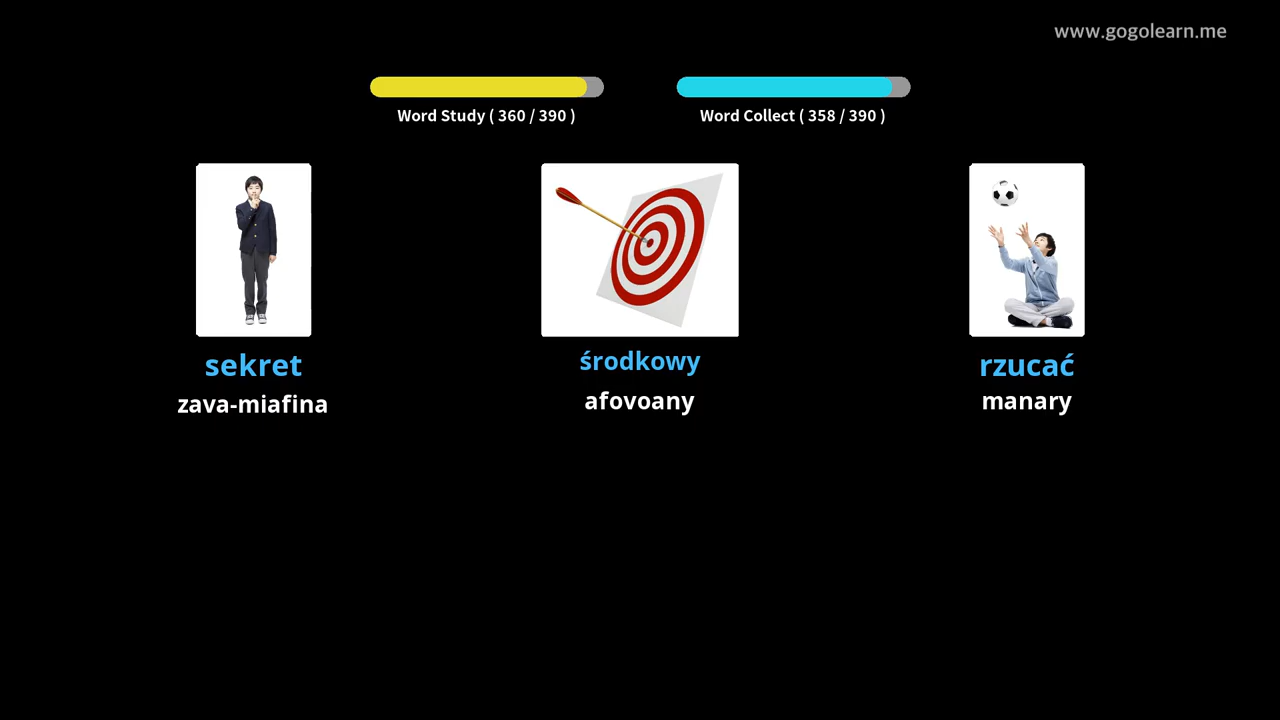 www.gogolearn.me
Word Study ( 360 / 390 )
Word Collect ( 358 / 390 )
sekret
zava-miafina
środkowy
afovoany
rzucać
manary